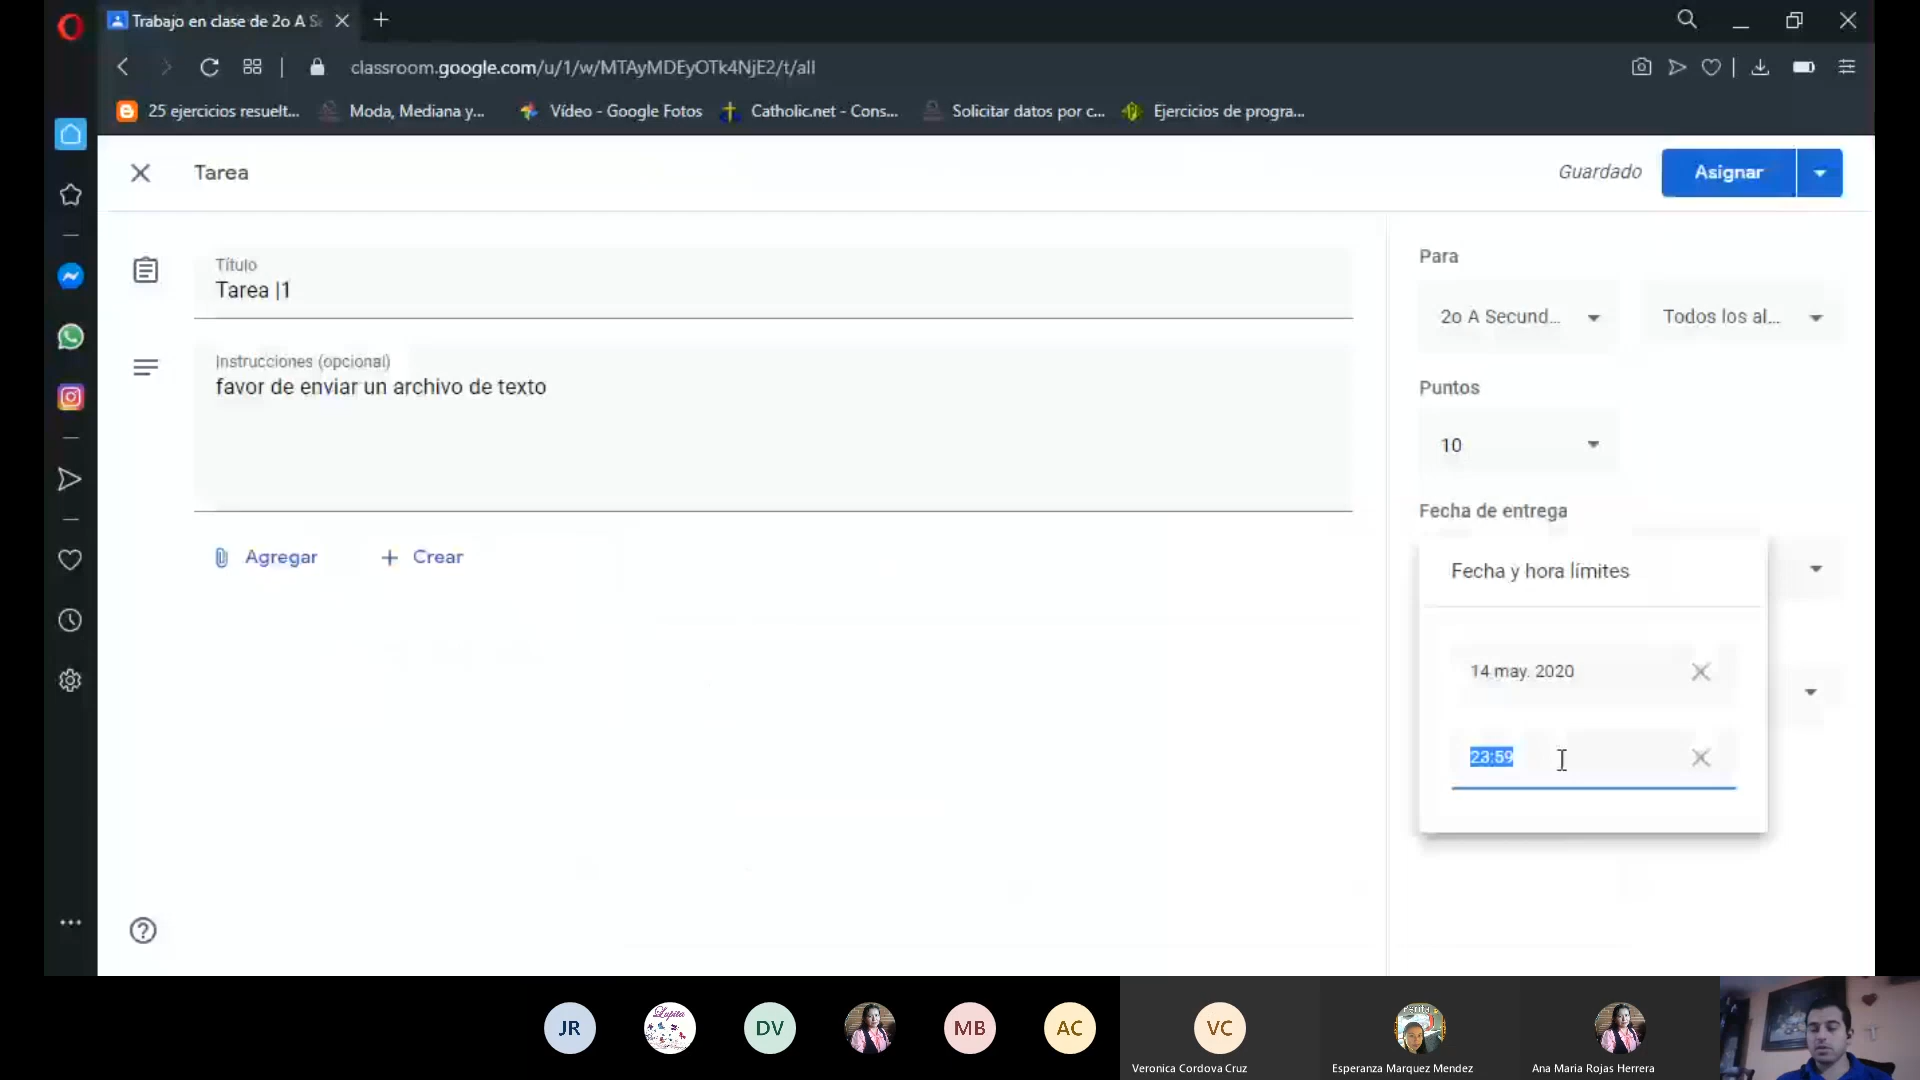 Trabajo en clase de 2o A S
classroom.google.com/u/1/w/MTAyMDEyOTk4NjE2/t/all
25 ejercicios resuelt...
Moda, Mediana y...
Vídeo - Google Fotos
Catholic.net - Cons...
Solicitar datos por c...
Ejercicios de progra...
Tarea
Guardado
Asignar
Título
Tarea |1
Instrucciones (opcional)
favor de enviar un archivo de texto
Agregar
Crear
Para
2o A Secund...
Todos los al...
Puntos
10
Fecha de entrega
Fecha y hora límites
14 may. 2020
23:59
JR
Lupita
DV
MB
AC
VC
Veronica Cordova Cruz
Esperanza Marquez Mendez
Ana Maria Rojas Herrera